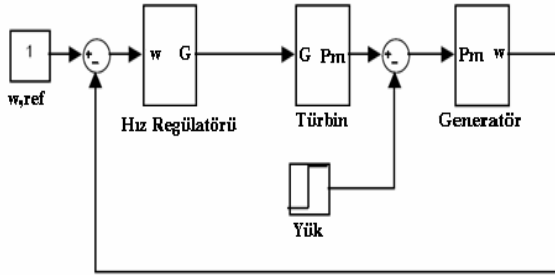 1
w,ref
+
-
w G
Hız Regülatörü
G Pm
Türbin
+
-
Pm w
Generatör
Yük